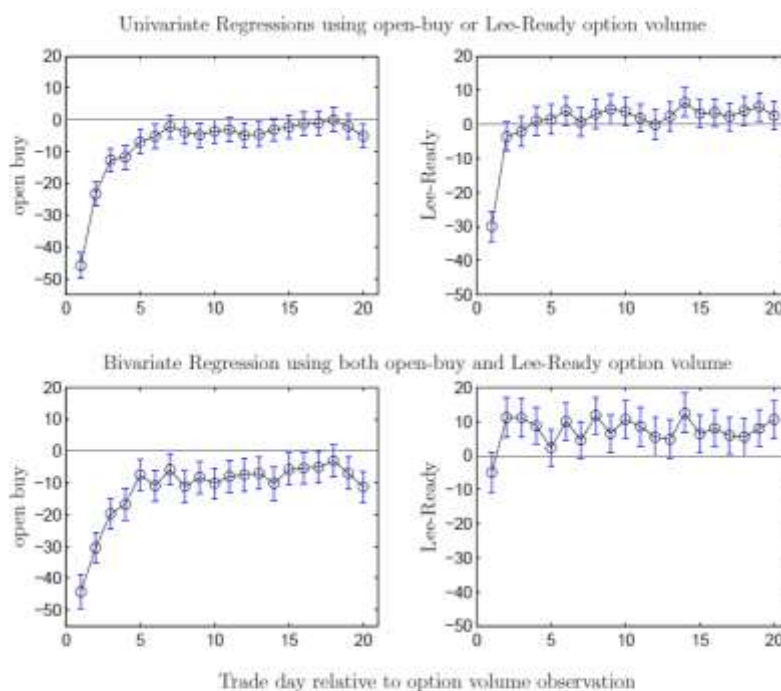 Univariate Regressions using open-buy or Lee-Ready option volume
20
10
0
−10
−20
−30
−40
−50
open buy
0 5 10 15 20
20
10
0
−10
−20
−30
−40
−50
Lee-Ready
0 5 10 15 20
Bivariate Regression using both open-buy and Lee-Ready option volume
20
10
0
−10
−20
−30
−40
−50
open buy
0 5 10 15 20
20
10
0
−10
−20
−30
−40
−50
Lee-Ready
0 5 10 15 20
Trade day relative to option volume observation